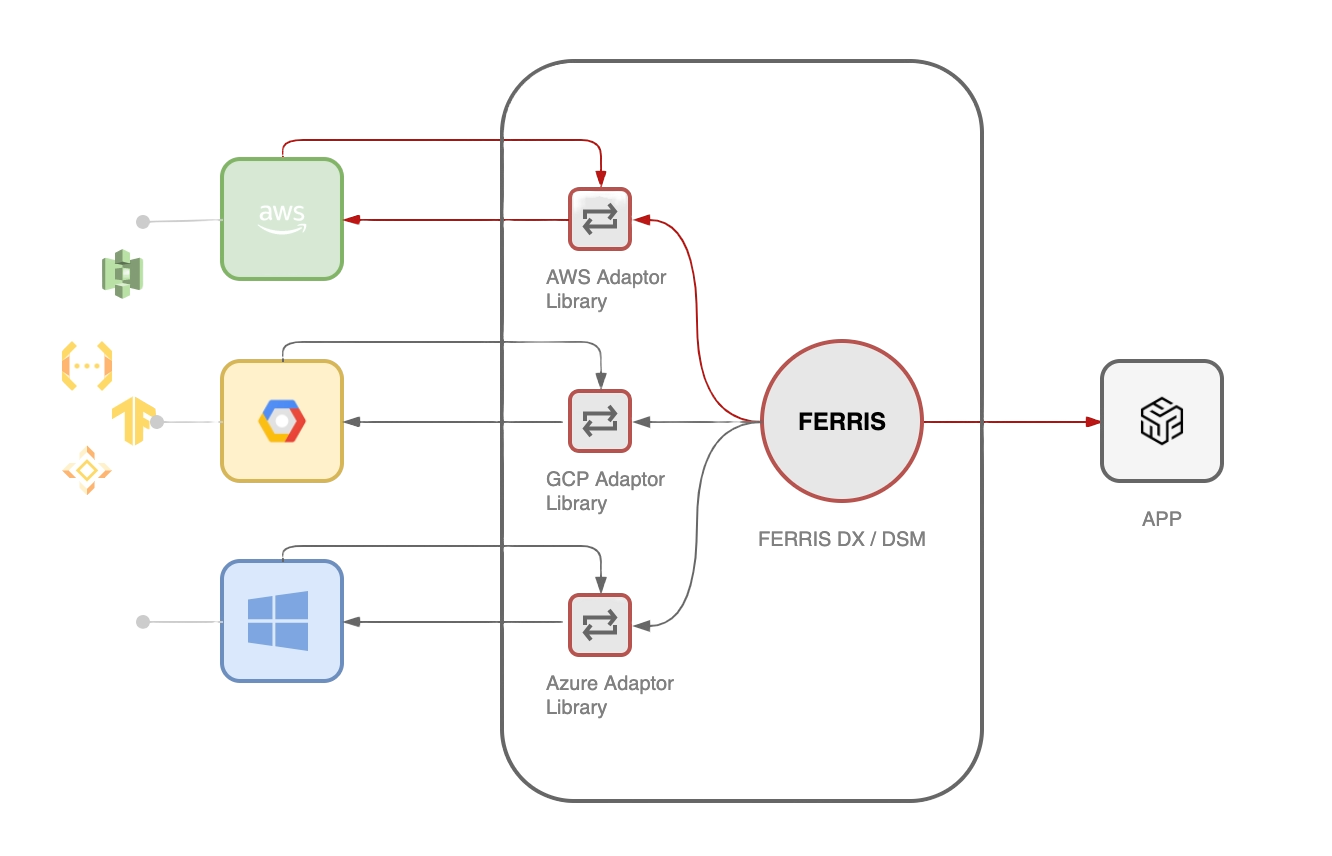 aws
AWS Adaptor
Library
GCP Adaptor
Library
FERRIS
FERRIS DX / DSM
APP
Azure Adaptor
Library